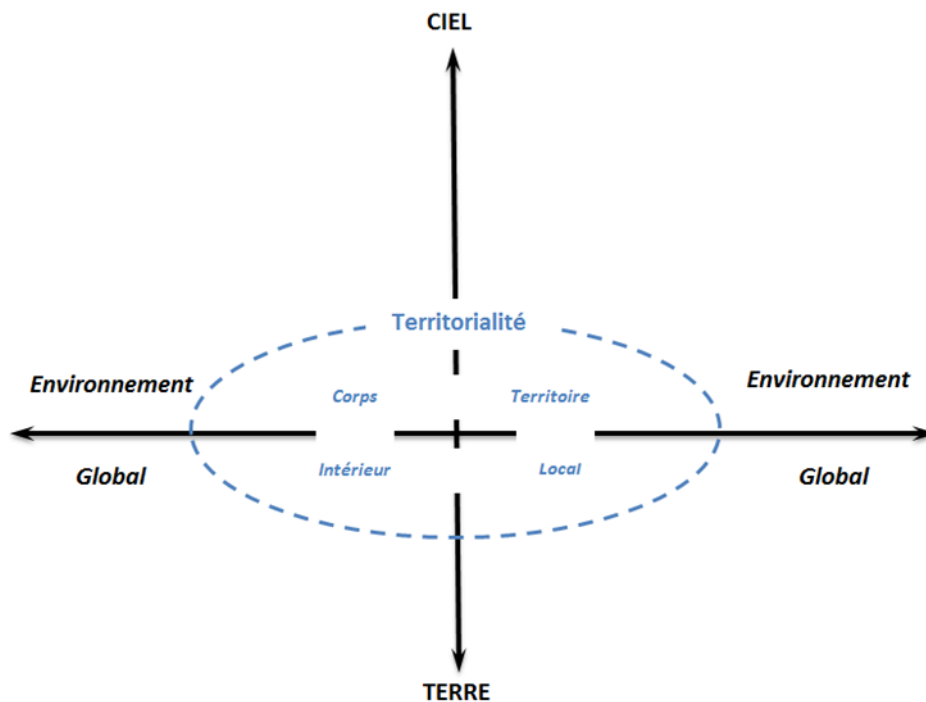 CIEL
Territorialité
Environnement
Environnement
Corps
Territoire
Intérieur
Local
Global
Global
TERRE